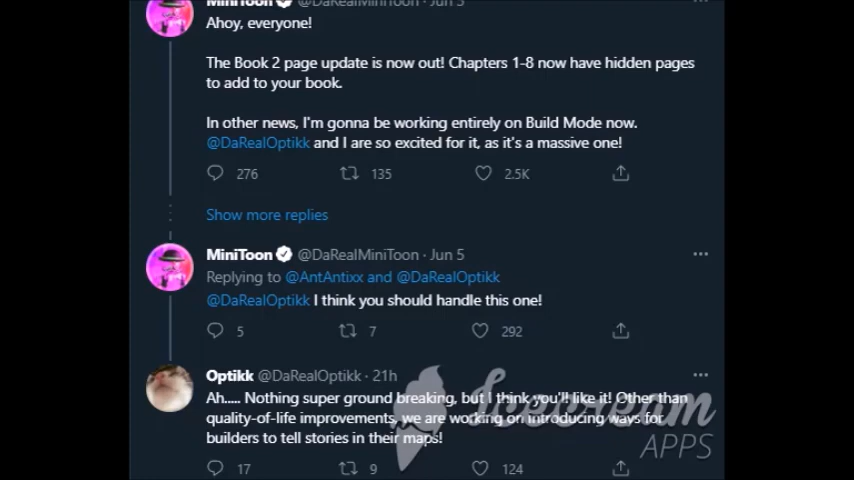 MiniToon @DaRealMiniToon · Jun 5
Ahoy, everyone!
The Book 2 page update is now out! Chapters 1-8 now have hidden pages
to add to your book.
In other news, I'm gonna be working entirely on Build Mode now.
@DaRealOptikk and I are so excited for it, as it's a massive one!
276 135 2.5K
Show more replies
MiniToon @DaRealMiniToon · Jun 5
Replying to @AntAntixx and @DaRealOptikk
@DaRealOptikk I think you should handle this one!
5 7 292
Optikk @DaRealOptikk · 21h
Ah..... Nothing super ground breaking, but I think you'll like it! Other than
quality-of-life improvements, we are working on introducing ways for
builders to tell stories in their maps!
17 9 124
Icecream
APPS